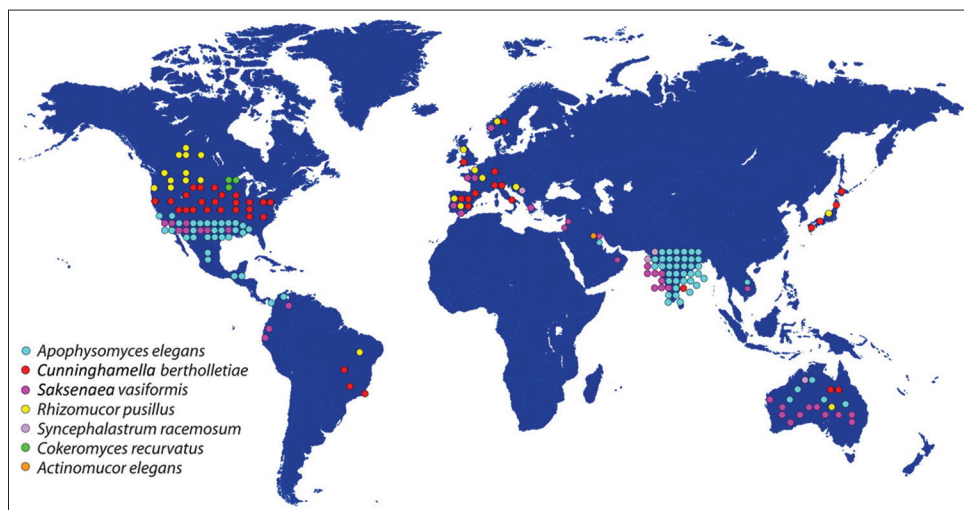 Apophysomyces elegans
Cunninghamella bertholletiae
Saksenaea vasiformis
Rhizomucor pusillus
Syncephalastrum racemosum
Cokeromyces recurvatus
Actinomucor elegans